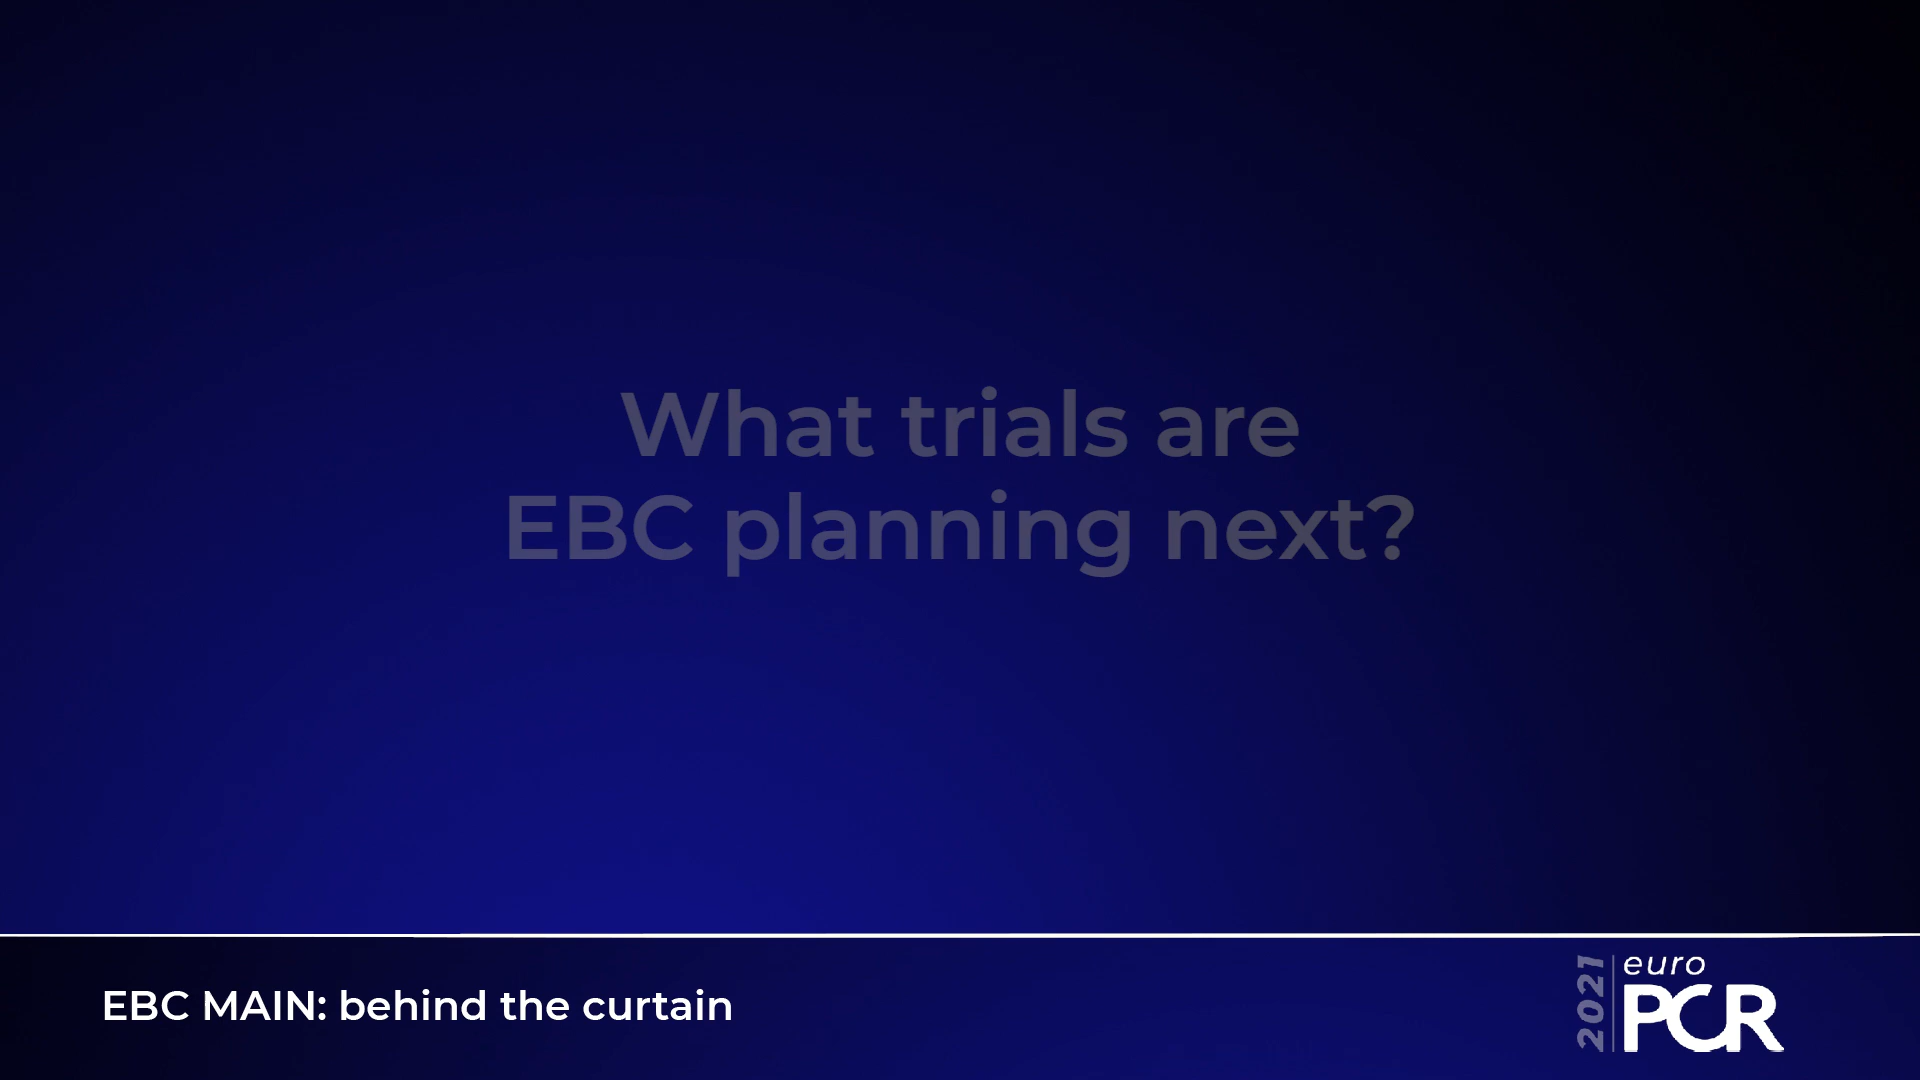 What trials are
EBC planning next?
EBC MAIN: behind the curtain
2021
euro
PCR